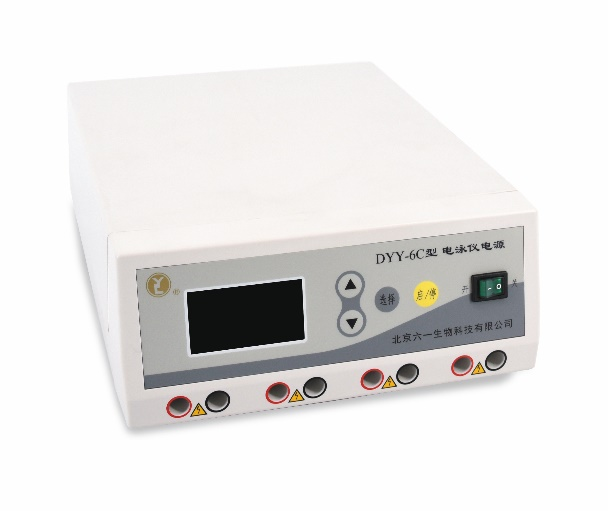 DYY-6C型 电泳仪电源
®
选择
启/停
开
- o
关
北京六一生物科技有限公司